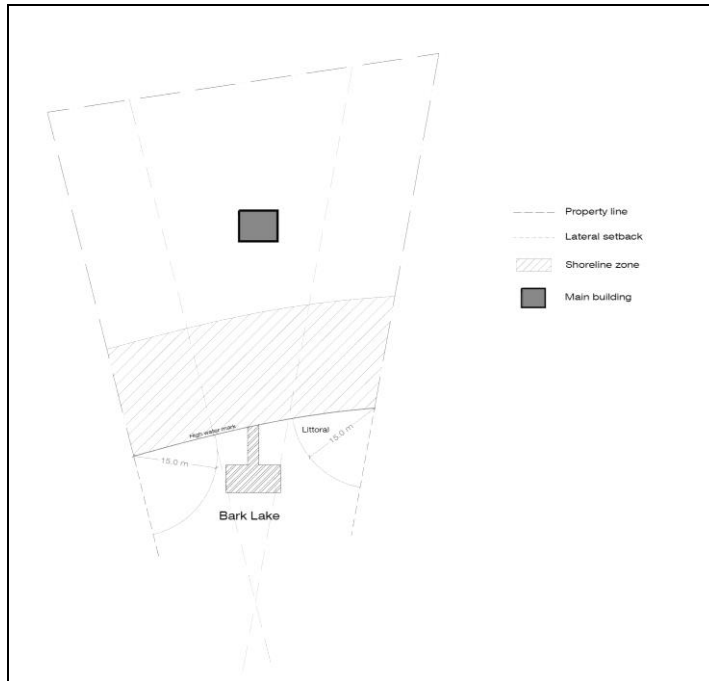 Property line
Lateral setback
Shoreline zone
Main building
High water mark
Littoral
15.0 m
15.0 m
Bark Lake